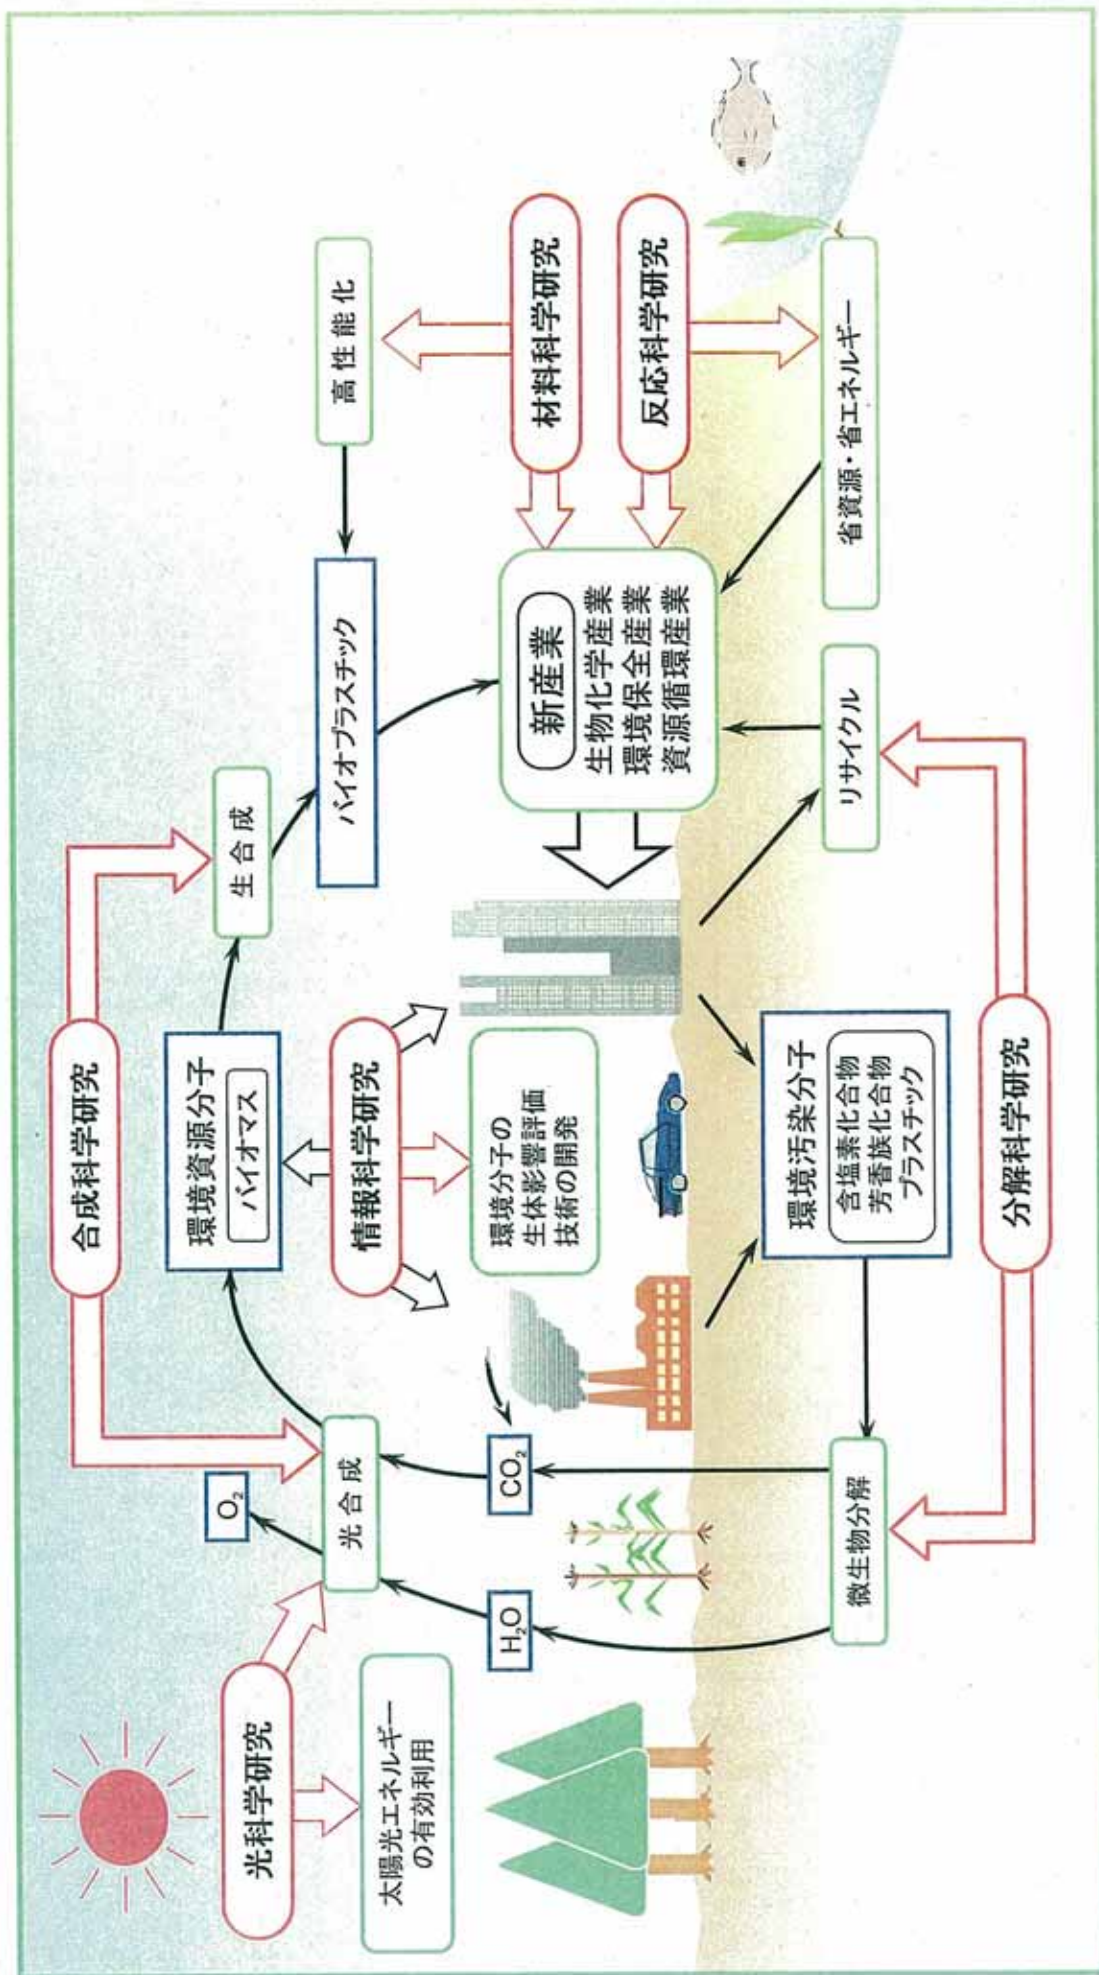 合成科学研究
光科学研究
太陽光エネルギー
の有効利用
O₂
光合成
H₂O
CO₂
環境資源分子
バイオマス
情報科学研究
環境分子の
生体影響評価
技術の開発
生合成
バイオプラスチック
高性能化
材料科学研究
反応科学研究
新産業
生物化学産業
環境保全産業
資源循環産業
微生物分解
環境汚染分子
含塩素化合物
芳香族化合物
プラスチック
リサイクル
省資源・省エネルギー
分解科学研究